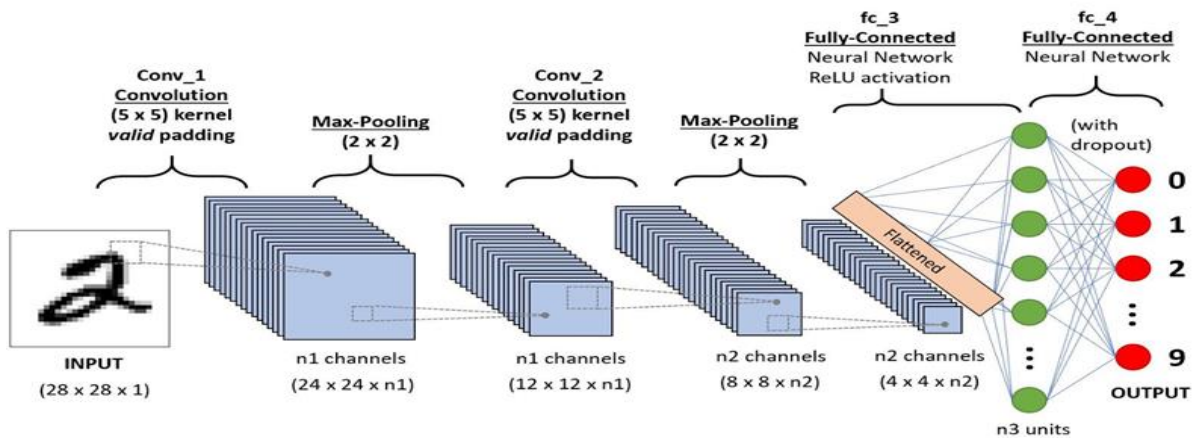 fc_3
Fully-Connected
Neural Network
ReLU activation
fc_4
Fully-Connected
Neural Network
Conv_1
Convolution
(5 x 5) kernel
valid padding
Max-Pooling
(2 x 2)
Conv_2
Convolution
(5 x 5) kernel
valid padding
Max-Pooling
(2 x 2)
(with
dropout)
Flattened
0
1
2
9
INPUT
(28 x 28 x 1)
n1 channels
(24 x 24 x n1)
n1 channels
(12 x 12 x n1)
n2 channels
(8 x 8 x n2)
n2 channels
(4 x 4 x n2)
OUTPUT
n3 units